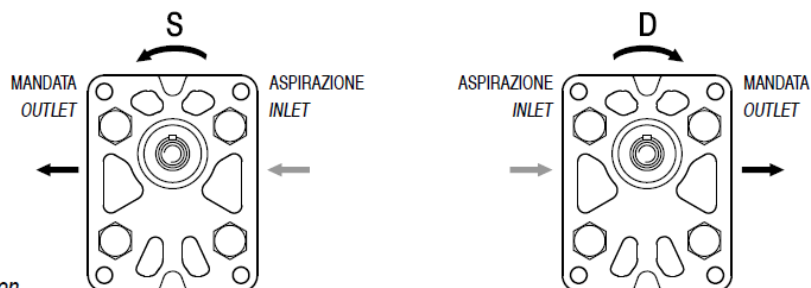 S
D
MANDATA
OUTLET
ASPIRAZIONE
INLET
ASPIRAZIONE
INLET
MANDATA
OUTLET